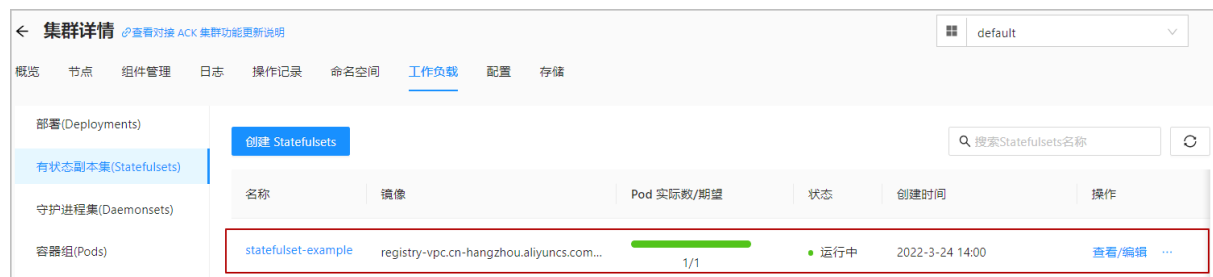 ← 集群详情 查看对接 ACK 集群功能更新说明 default
概览 节点 组件管理 日志 操作记录 命名空间 工作负载 配置 存储
部署(Deployments)
创建 Statefulsets 搜索Statefulsets名称
有状态副本集(Statefulsets)
名称 镜像 Pod 实际数/期望 状态 创建时间 操作
守护进程集(Daemonsets)
容器组(Pods)
statefulset-example registry-vpc.cn-hangzhou.aliyuncs.com... 1/1 运行中 2022-3-24 14:00 查看/编辑 ···